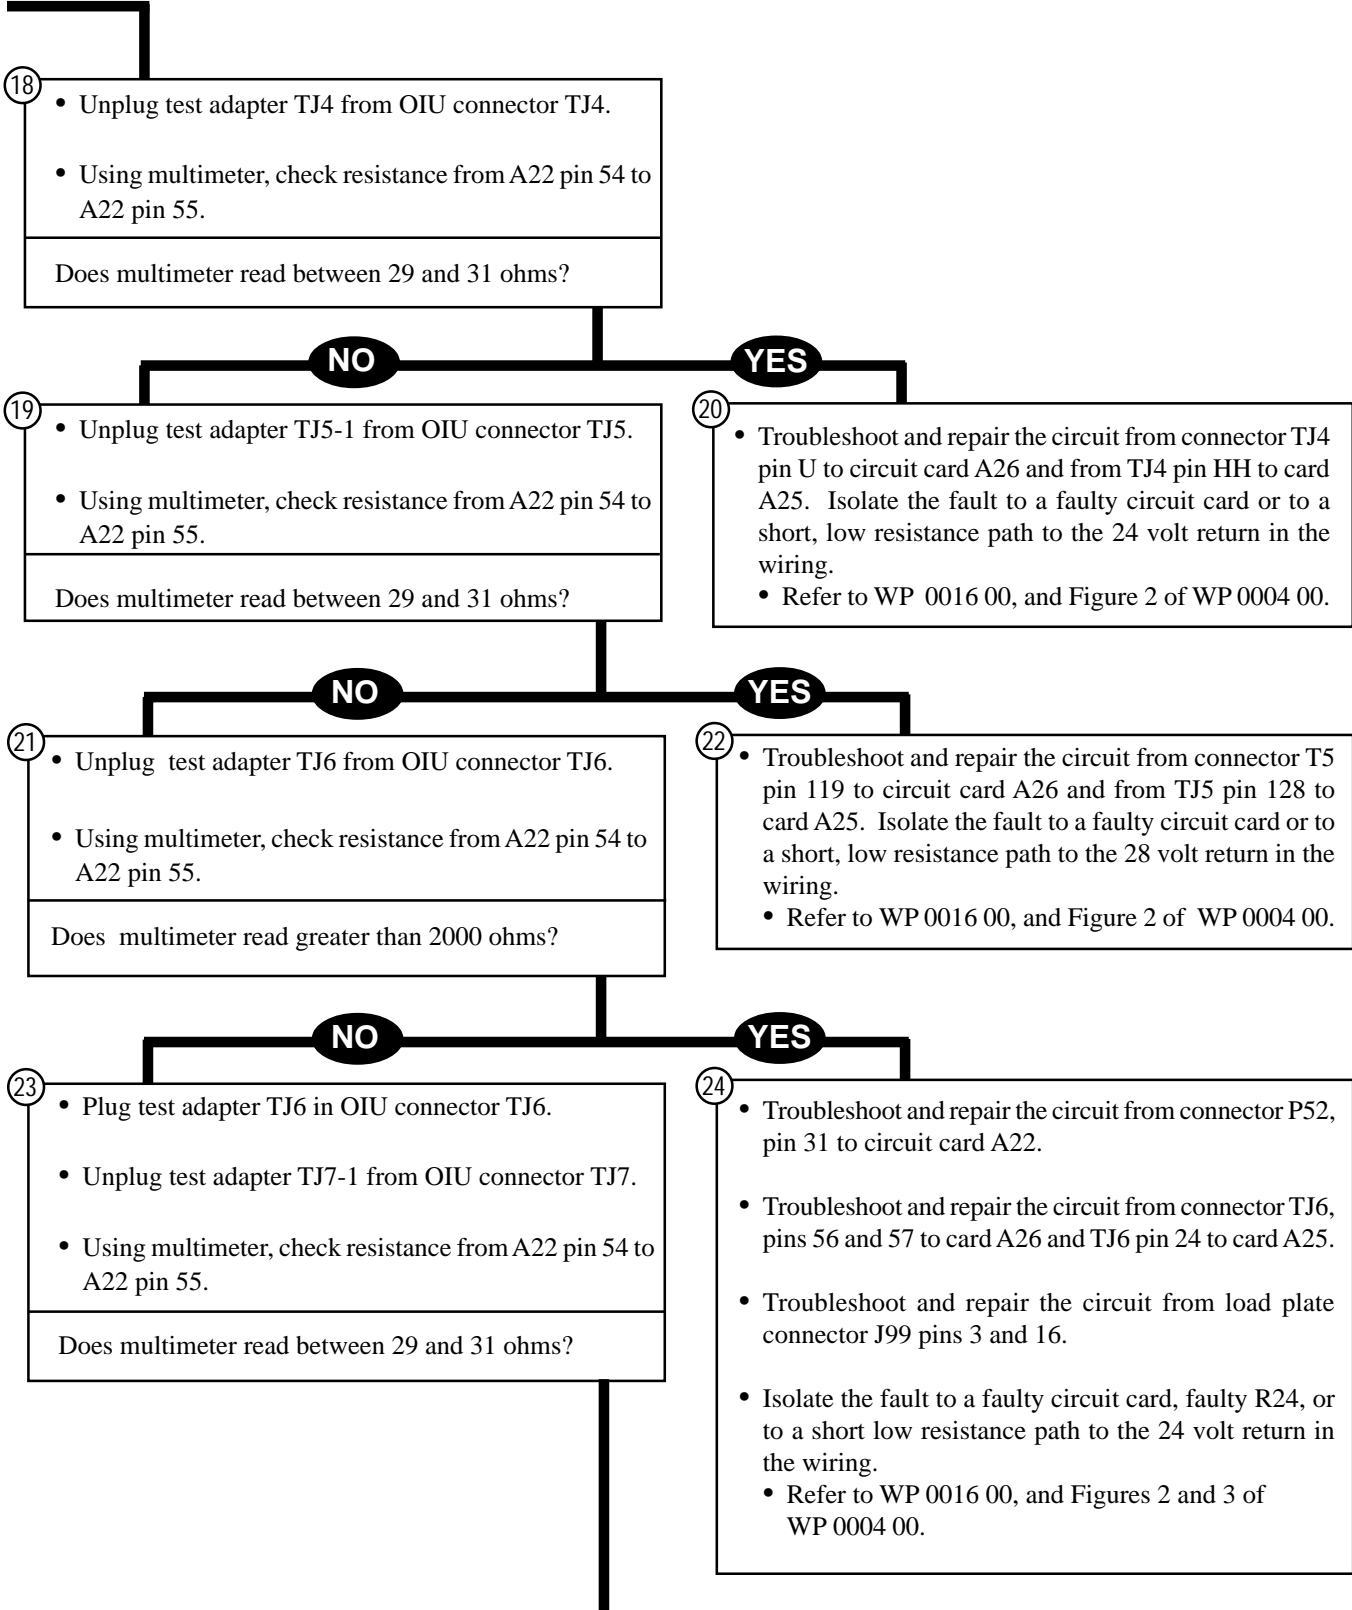 18
• Unplug test adapter TJ4 from OIU connector TJ4.
• Using multimeter, check resistance from A22 pin 54 to
A22 pin 55.
Does multimeter read between 29 and 31 ohms?
NO
YES
19
• Unplug test adapter TJ5-1 from OIU connector TJ5.
• Using multimeter, check resistance from A22 pin 54 to
A22 pin 55.
Does multimeter read between 29 and 31 ohms?
20
• Troubleshoot and repair the circuit from connector TJ4
pin U to circuit card A26 and from TJ4 pin HH to card
A25. Isolate the fault to a faulty circuit card or to a
short, low resistance path to the 24 volt return in the
wiring.
• Refer to WP 0016 00, and Figure 2 of WP 0004 00.
NO
YES
21
• Unplug test adapter TJ6 from OIU connector TJ6.
• Using multimeter, check resistance from A22 pin 54 to
A22 pin 55.
Does multimeter read greater than 2000 ohms?
22
• Troubleshoot and repair the circuit from connector T5
pin 119 to circuit card A26 and from TJ5 pin 128 to
card A25. Isolate the fault to a faulty circuit card or to
a short, low resistance path to the 28 volt return in the
wiring.
• Refer to WP 0016 00, and Figure 2 of WP 0004 00.
NO
YES
23
• Plug test adapter TJ6 in OIU connector TJ6.
• Unplug test adapter TJ7-1 from OIU connector TJ7.
• Using multimeter, check resistance from A22 pin 54 to
A22 pin 55.
Does multimeter read between 29 and 31 ohms?
24
• Troubleshoot and repair the circuit from connector P52,
pin 31 to circuit card A22.
• Troubleshoot and repair the circuit from connector TJ6,
pins 56 and 57 to card A26 and TJ6 pin 24 to card A25.
• Troubleshoot and repair the circuit from load plate
connector J99 pins 3 and 16.
• Isolate the fault to a faulty circuit card, faulty R24, or
to a short low resistance path to the 24 volt return in
the wiring.
• Refer to WP 0016 00, and Figures 2 and 3 of
WP 0004 00.